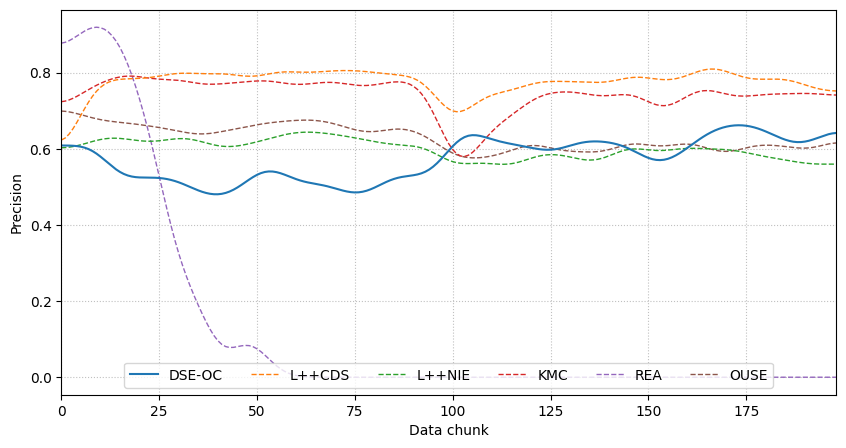 Precision
0.8
0.6
0.4
0.2
0.0
DSE-OC L++CDS L++NIE KMC REA OUSE
0 25 50 75 100 125 150 175
Data chunk